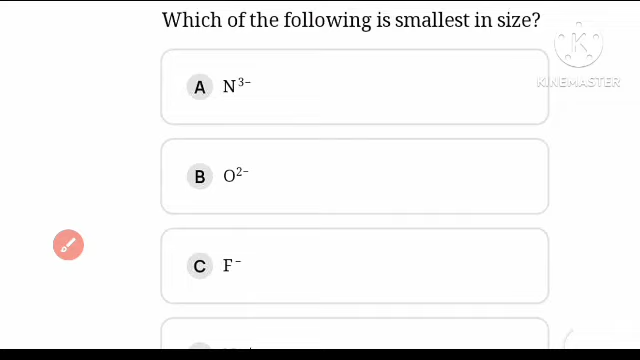 Which of the following is smallest in size?
K
KINEMASTER
A N³⁻
B O²⁻
C F⁻